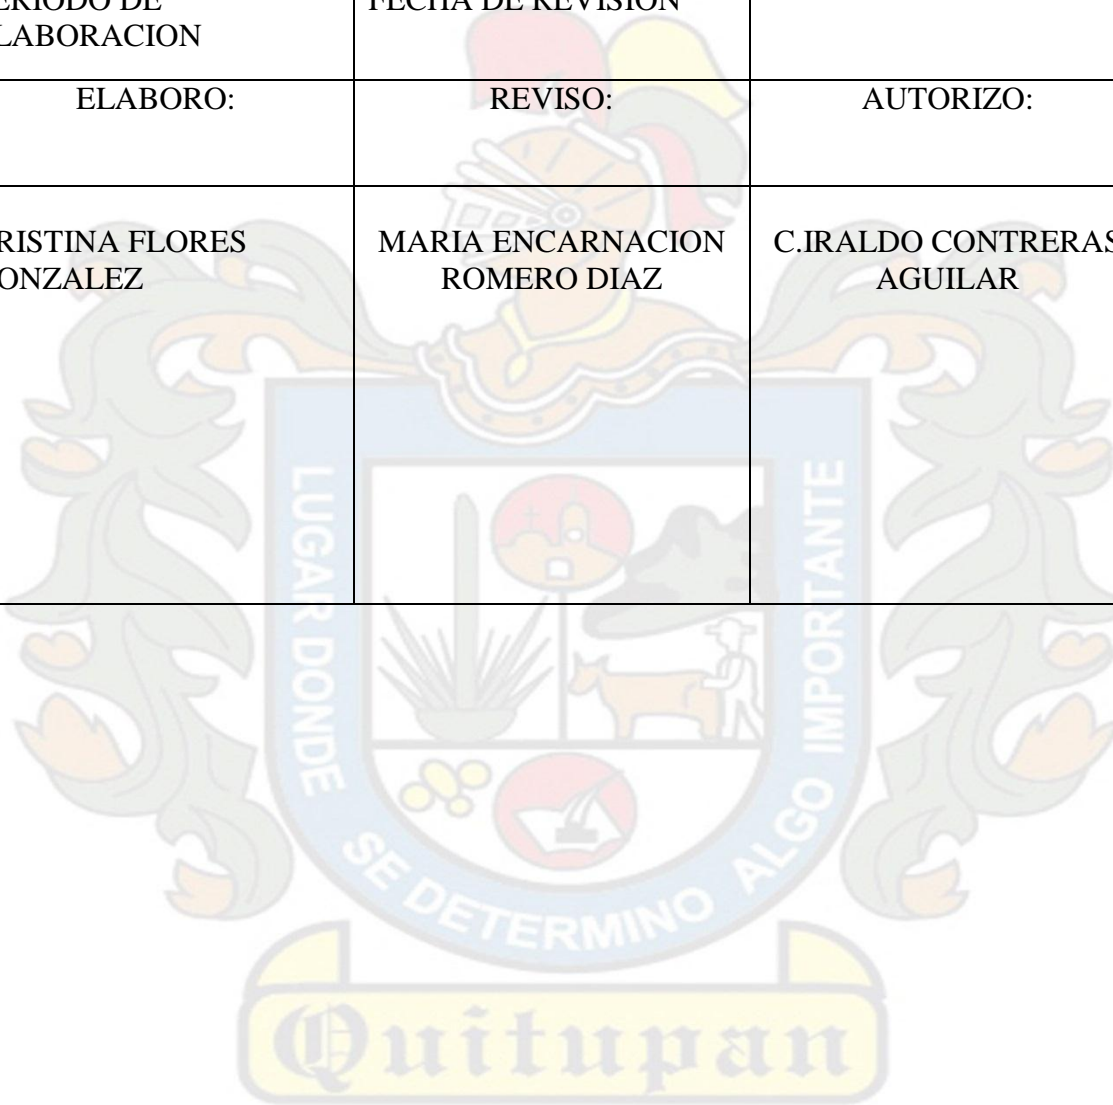 ERIODO DE
LABORACION
FECHA DE REVISION
ELABORO:
REVISO:
AUTORIZO:
RISTINA FLORES
ONZALEZ
MARIA ENCARNACION
ROMERO DIAZ
C.IRALDO CONTRERAS
AGUILAR
LUGAR DONDE SE DETERMINO ALGO IMPORTANTE
Quitupan